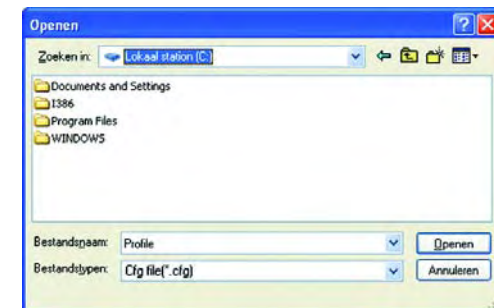 Openen
Zoeken in: Lokaal station (C:)
Documents and Settings
I386
Program Files
WINDOWS
Bestandsnaam: Profile Openen
Bestandstypen: Cfg file(*.cfg) Annuleren